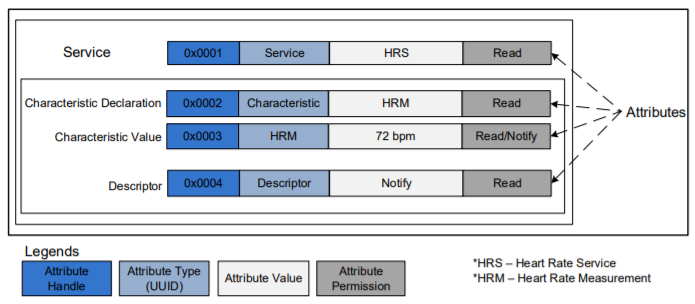 Service 0x0001 Service HRS Read
Characteristic Declaration 0x0002 Characteristic HRM Read
Attributes
Characteristic Value 0x0003 HRM 72 bpm Read/Notify
Descriptor 0x0004 Descriptor Notify Read
Legends
Attribute Handle
Attribute Type (UUID)
Attribute Value
Attribute Permission
*HRS – Heart Rate Service
*HRM – Heart Rate Measurement